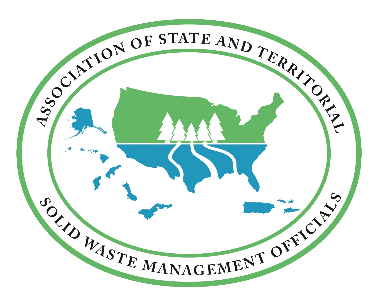 ASSOCIATION OF STATE AND TERRITORIAL
SOLID WASTE MANAGEMENT OFFICIALS